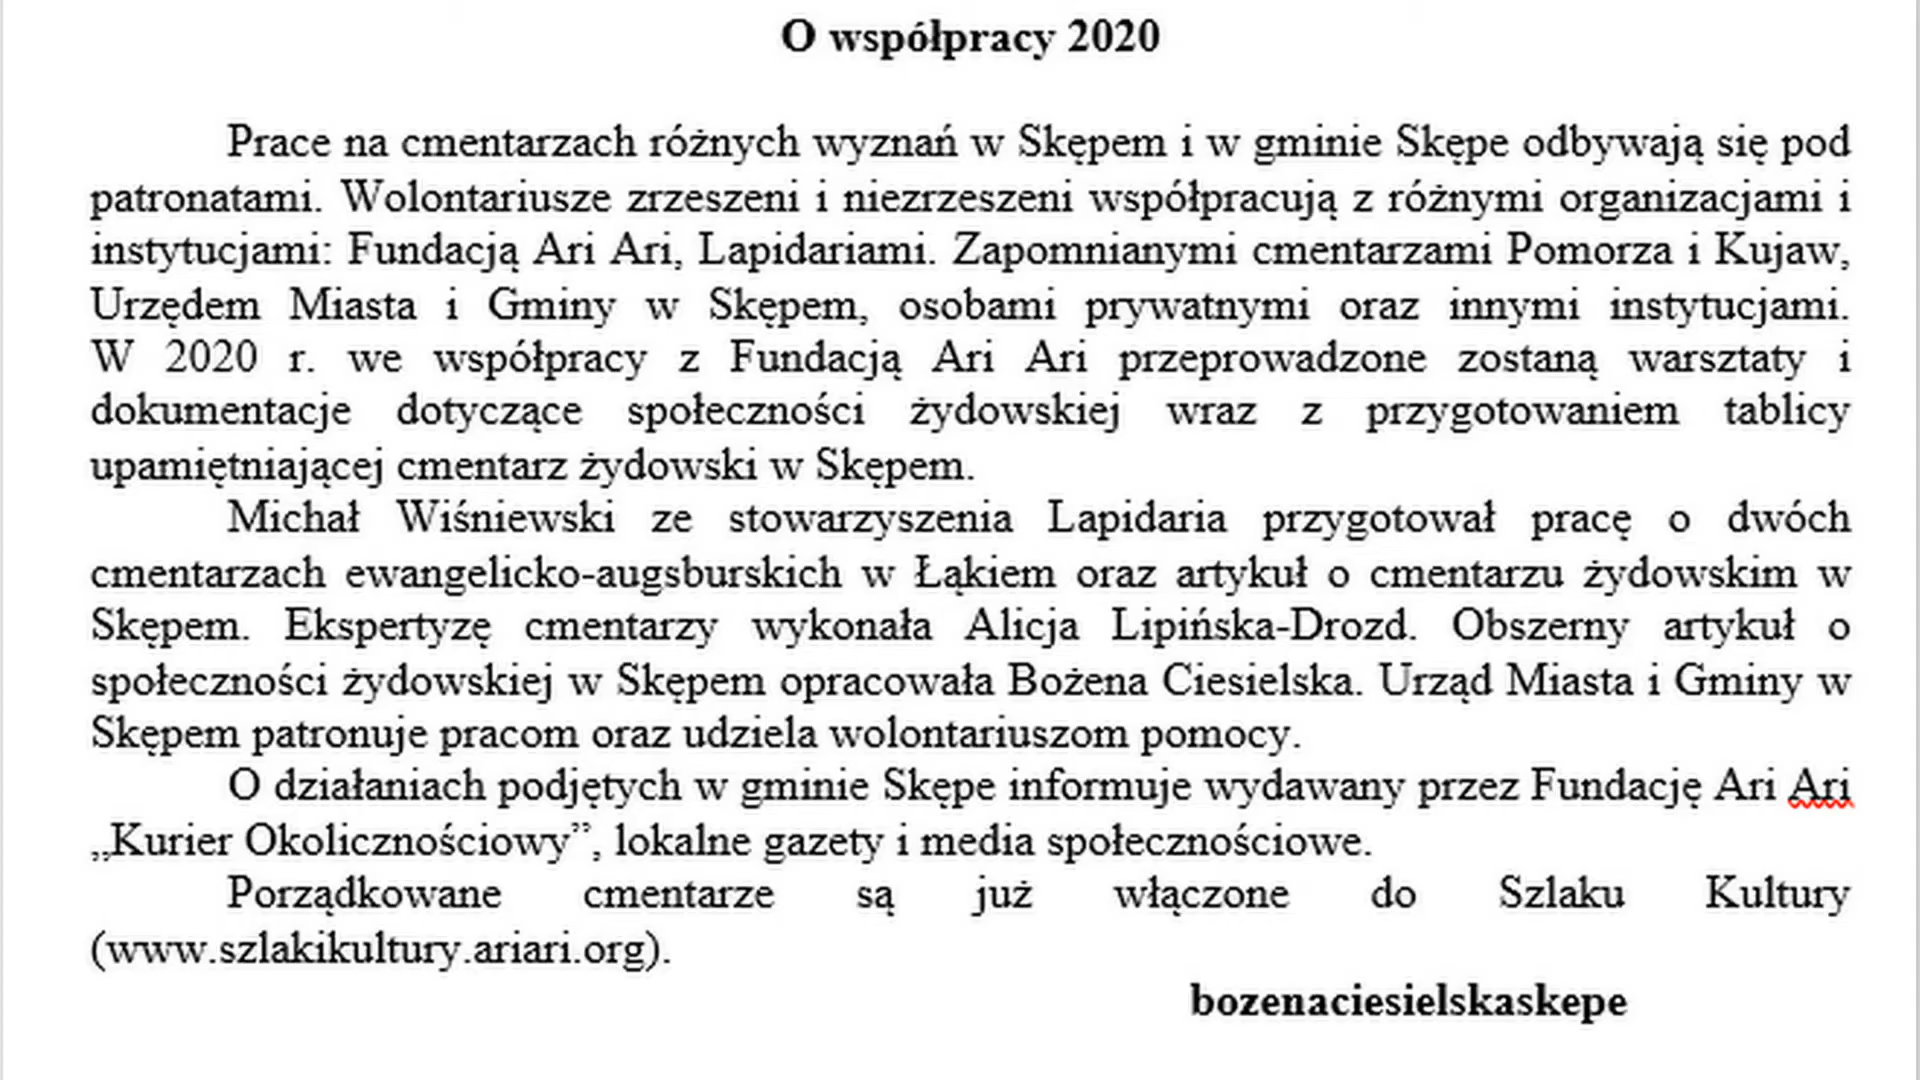 O współpracy 2020
Prace na cmentarzach różnych wyznań w Skępem i w gminie Skępe odbywają się pod
patronatami. Wolontariusze zrzeszeni i niezrzeszeni współpracują z różnymi organizacjami i
instytucjami: Fundacją Ari Ari, Lapidariami. Zapomnianymi cmentarzami Pomorza i Kujaw,
Urzędem Miasta i Gminy w Skępem, osobami prywatnymi oraz innymi instytucjami.
W 2020 r. we współpracy z Fundacją Ari Ari przeprowadzone zostaną warsztaty i
dokumentacje dotyczące społeczności żydowskiej wraz z przygotowaniem tablicy
upamiętniającej cmentarz żydowski w Skępem.
Michał Wiśniewski ze stowarzyszenia Lapidaria przygotował pracę o dwóch
cmentarzach ewangelicko-augsburskich w Łąkiem oraz artykuł o cmentarzu żydowskim w
Skępem. Ekspertyzę cmentarzy wykonała Alicja Lipińska-Drozd. Obszerny artykuł o
społeczności żydowskiej w Skępem opracowała Bożena Ciesielska. Urząd Miasta i Gminy w
Skępem patronuje pracom oraz udziela wolontariuszom pomocy.
O działaniach podjętych w gminie Skępe informuje wydawany przez Fundację Ari Ari
„Kurier Okolicznościowy”, lokalne gazety i media społecznościowe.
Porządkowane cmentarze są już włączone do Szlaku Kultury
(www.szlakikultury.ariari.org).
bozenaciesielskaskepe